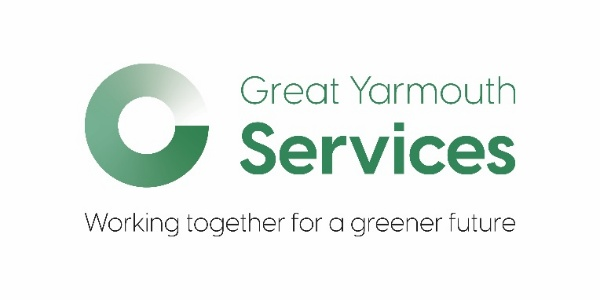 Great Yarmouth
Services
Working together for a greener future